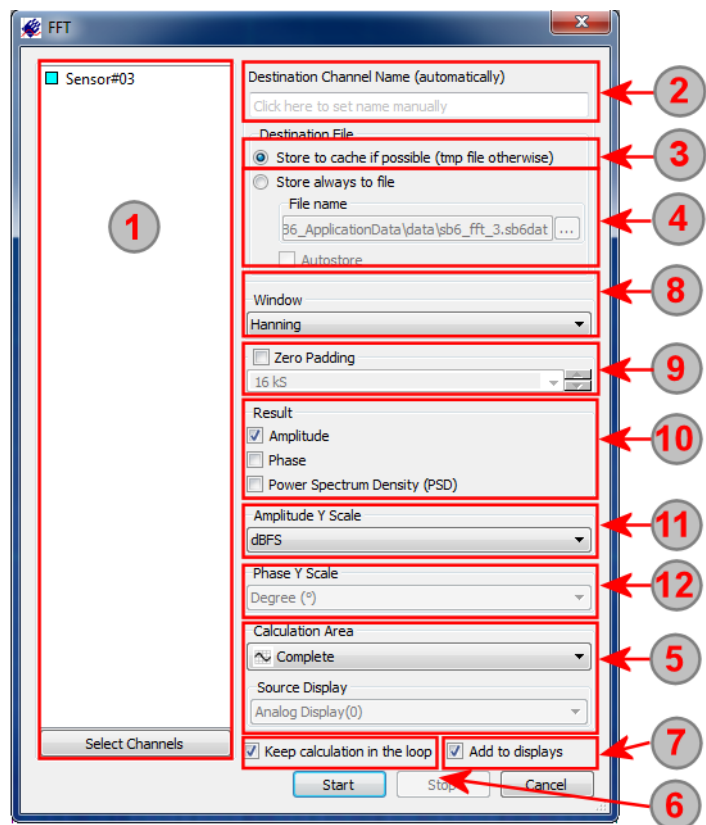 FFT
Sensor#03
1
Select Channels
Destination Channel Name (automatically)
Click here to set name manually
2
Destination File
Store to cache if possible (tmp file otherwise)
3
Store always to file
File name
36_ApplicationData\data\sb6_fft_3.sb6dat ...
4
Autostore
Window
Hanning
8
Zero Padding
16 kS
9
Result
Amplitude
Phase
Power Spectrum Density (PSD)
10
Amplitude Y Scale
dBFS
11
Phase Y Scale
Degree (°)
12
Calculation Area
Complete
Source Display
Analog Display(0)
5
Keep calculation in the loop
Add to displays
7
Start
Stop
Cancel
6